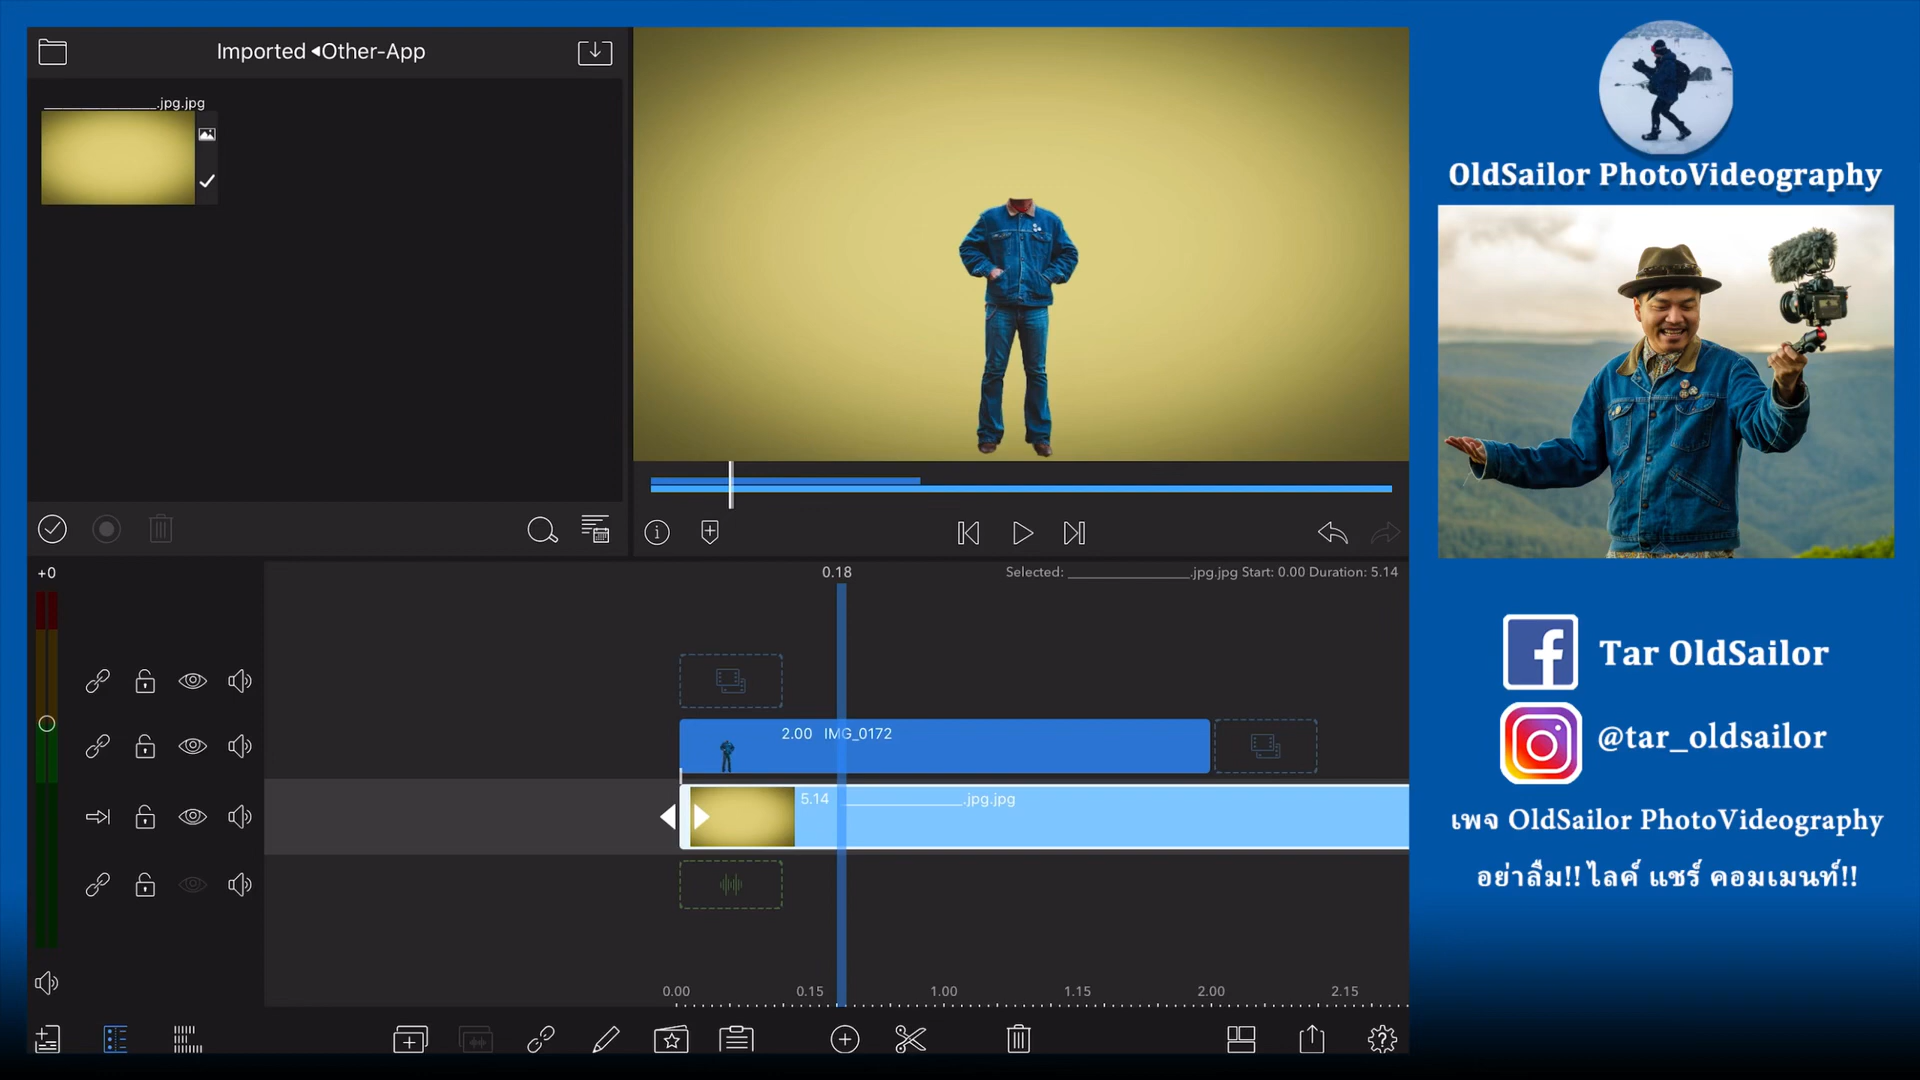 Imported ◂Other-App
________________.jpg.jpg
+0
0.18
Selected: ________________.jpg.jpg Start: 0.00 Duration: 5.14
2.00 IMG_0172
5.14 ________________.jpg.jpg
0.00 0.15 1.00 1.15 2.00 2.15
OldSailor PhotoVideography
Tar OldSailor
@tar_oldsailor
เพจ OldSailor PhotoVideography
อย่าลืม!! ไลค์ แชร์ คอมเมนท์!!